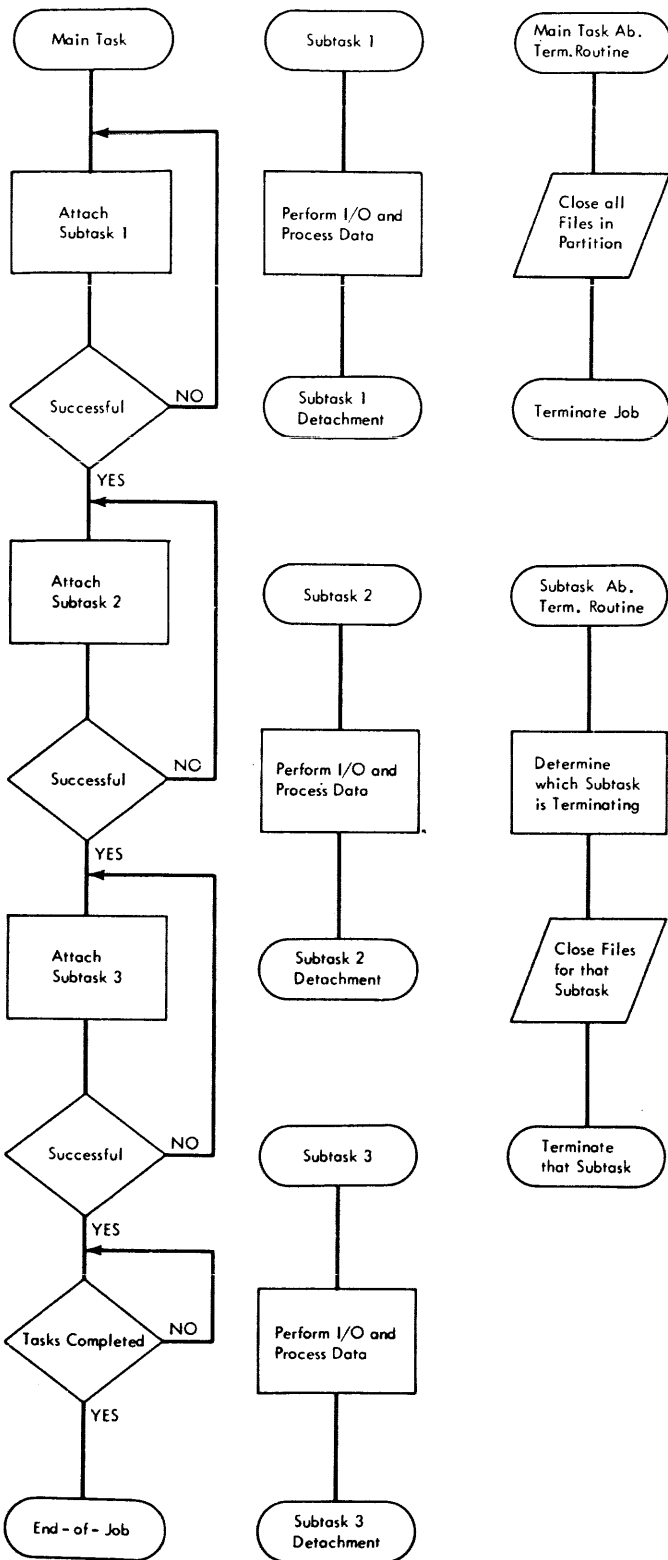 Main Task
Attach
Subtask 1
Successful
NO
YES
Attach
Subtask 2
Successful
NO
YES
Attach
Subtask 3
Successful
NO
YES
Tasks Completed
NO
YES
End-of-Job
Subtask 1
Perform I/O and
Process Data
Subtask 1
Detachment
Subtask 2
Perform I/O and
Process Data
Subtask 2
Detachment
Subtask 3
Perform I/O and
Process Data
Subtask 3
Detachment
Main Task Ab.
Term. Routine
Close all
Files in
Partition
Terminate Job
Subtask Ab.
Term. Routine
Determine
which Subtask
is Terminating
Close Files
for that
Subtask
Terminate
that Subtask